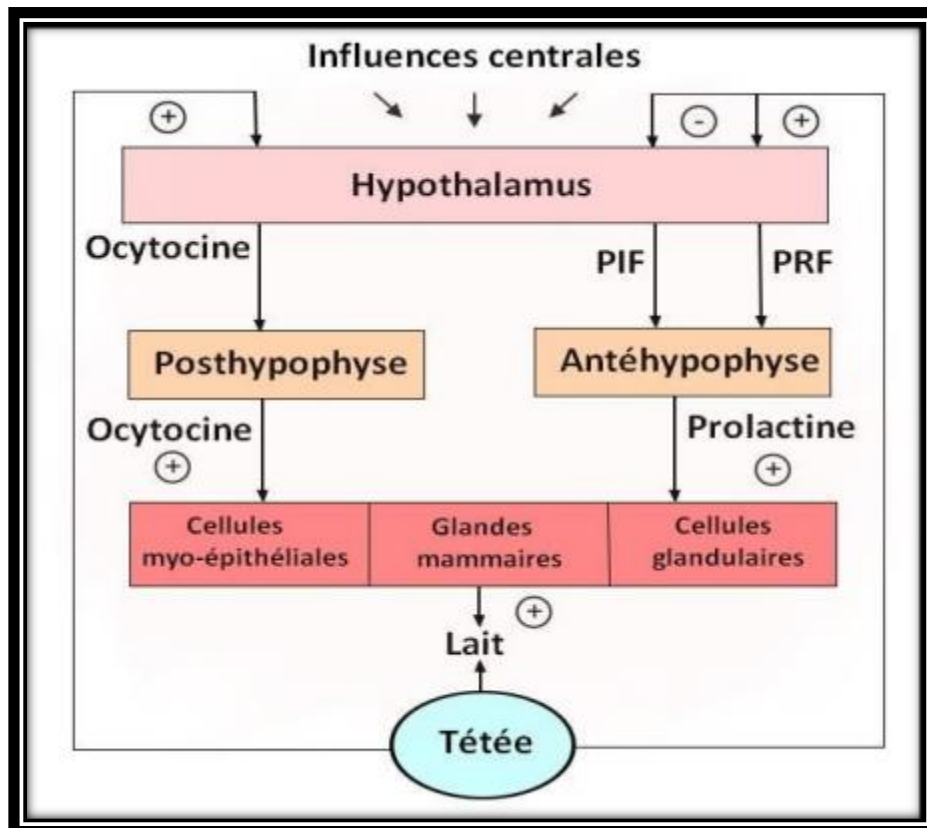 Influences centrales
+
-
+
Hypothalamus
Ocytocine
PIF
PRF
Posthypophyse
Antéhypophyse
Ocytocine
+
Prolactine
+
Cellules
myo-épithéliales
Glandes
mammaires
Cellules
glandulaires
+
Lait
Tétée